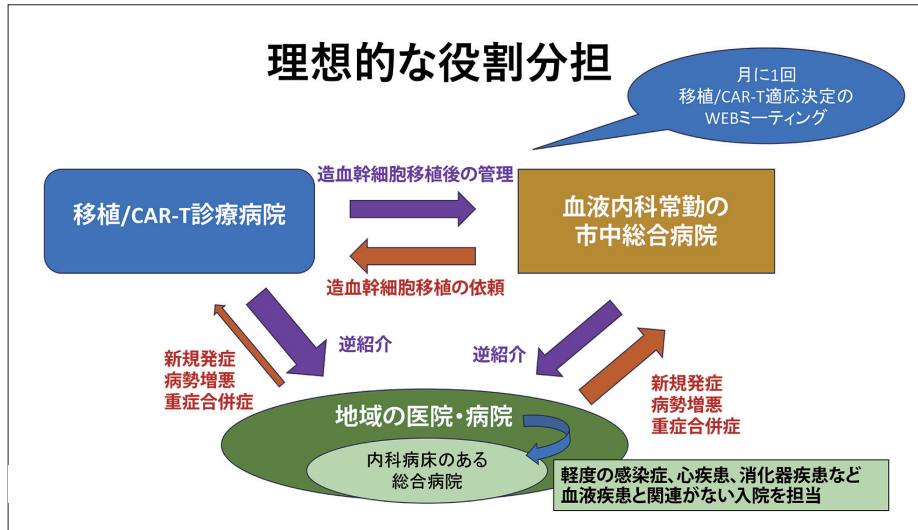 理想的な役割分担
月に1回
移植/CAR-T適応決定の
WEBミーティング
移植/CAR-T診療病院
造血幹細胞移植後の管理
血液内科常勤の
市中総合病院
造血幹細胞移植の依頼
新規発症
病勢増悪
重症合併症
逆紹介
逆紹介
新規発症
病勢増悪
重症合併症
地域の医院・病院
内科病床のある
総合病院
軽度の感染症、心疾患、消化器疾患など
血液疾患と関連がない入院を担当